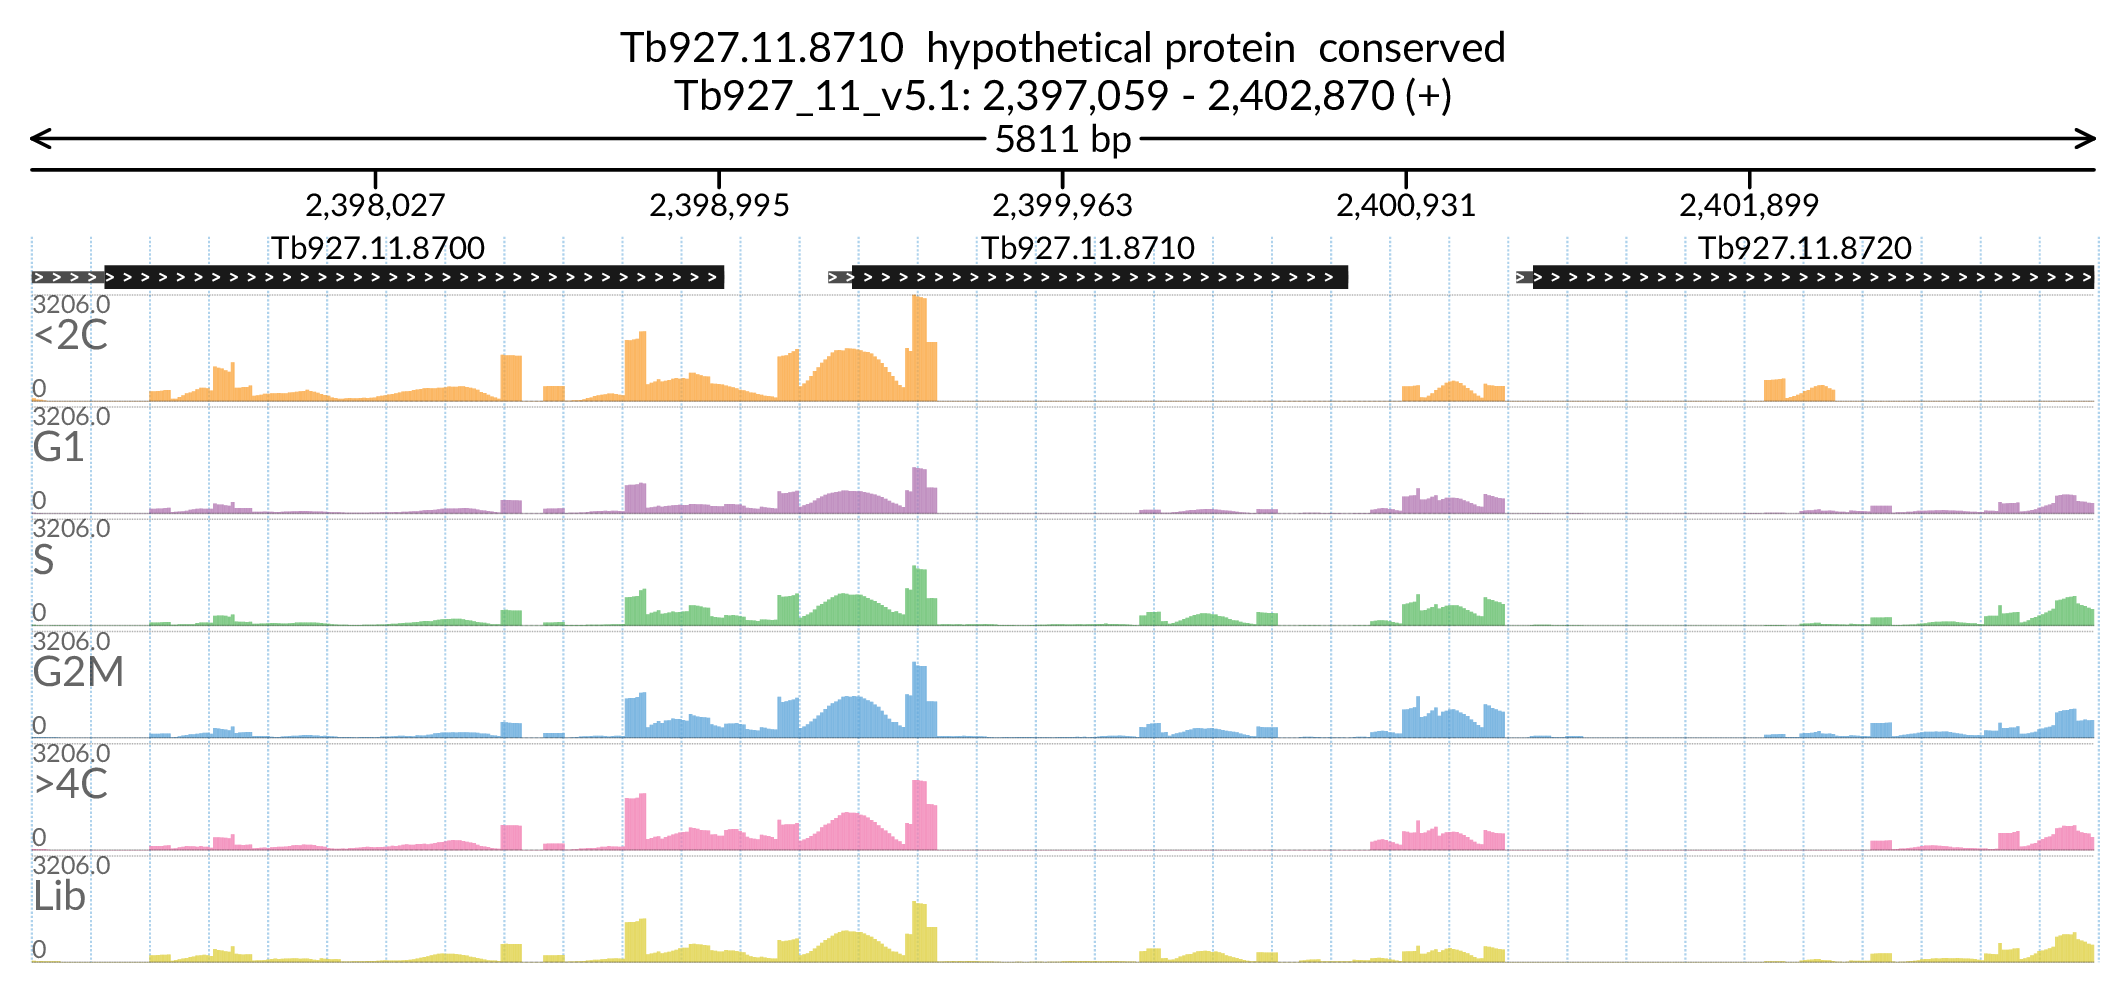 Tb927.11.8710 hypothetical protein conserved
Tb927_11_v5.1: 2,397,059 - 2,402,870 (+)
5811 bp
2,398,027 2,398,995 2,399,963 2,400,931 2,401,899
Tb927.11.8700 Tb927.11.8710 Tb927.11.8720
3206.0
<2C
0
3206.0
G1
0
3206.0
S
0
3206.0
G2M
0
3206.0
>4C
0
3206.0
Lib
0